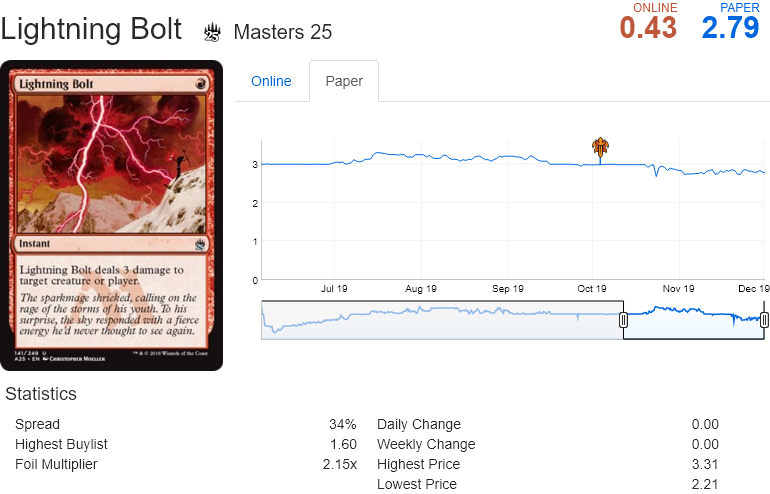 ONLINE PAPER
Lightning Bolt Masters 25 0.43 2.79
Online Paper
Lightning Bolt
Instant
Lightning Bolt deals 3 damage to
target creature or player.
The sparkmage shrieked, calling on the
rage of the storms of his youth. To his
surprise, the sky responded with a fierce
energy he'd never thought to see again.
141/249 U
A25 • EN Christopher Moeller
™ & © 2018 Wizards of the Coast
3
2
1
0
Jul 19 Aug 19 Sep 19 Oct 19 Nov 19 Dec 19
Statistics
Spread 34%
Highest Buylist 1.60
Foil Multiplier 2.15x
Daily Change 0.00
Weekly Change 0.00
Highest Price 3.31
Lowest Price 2.21